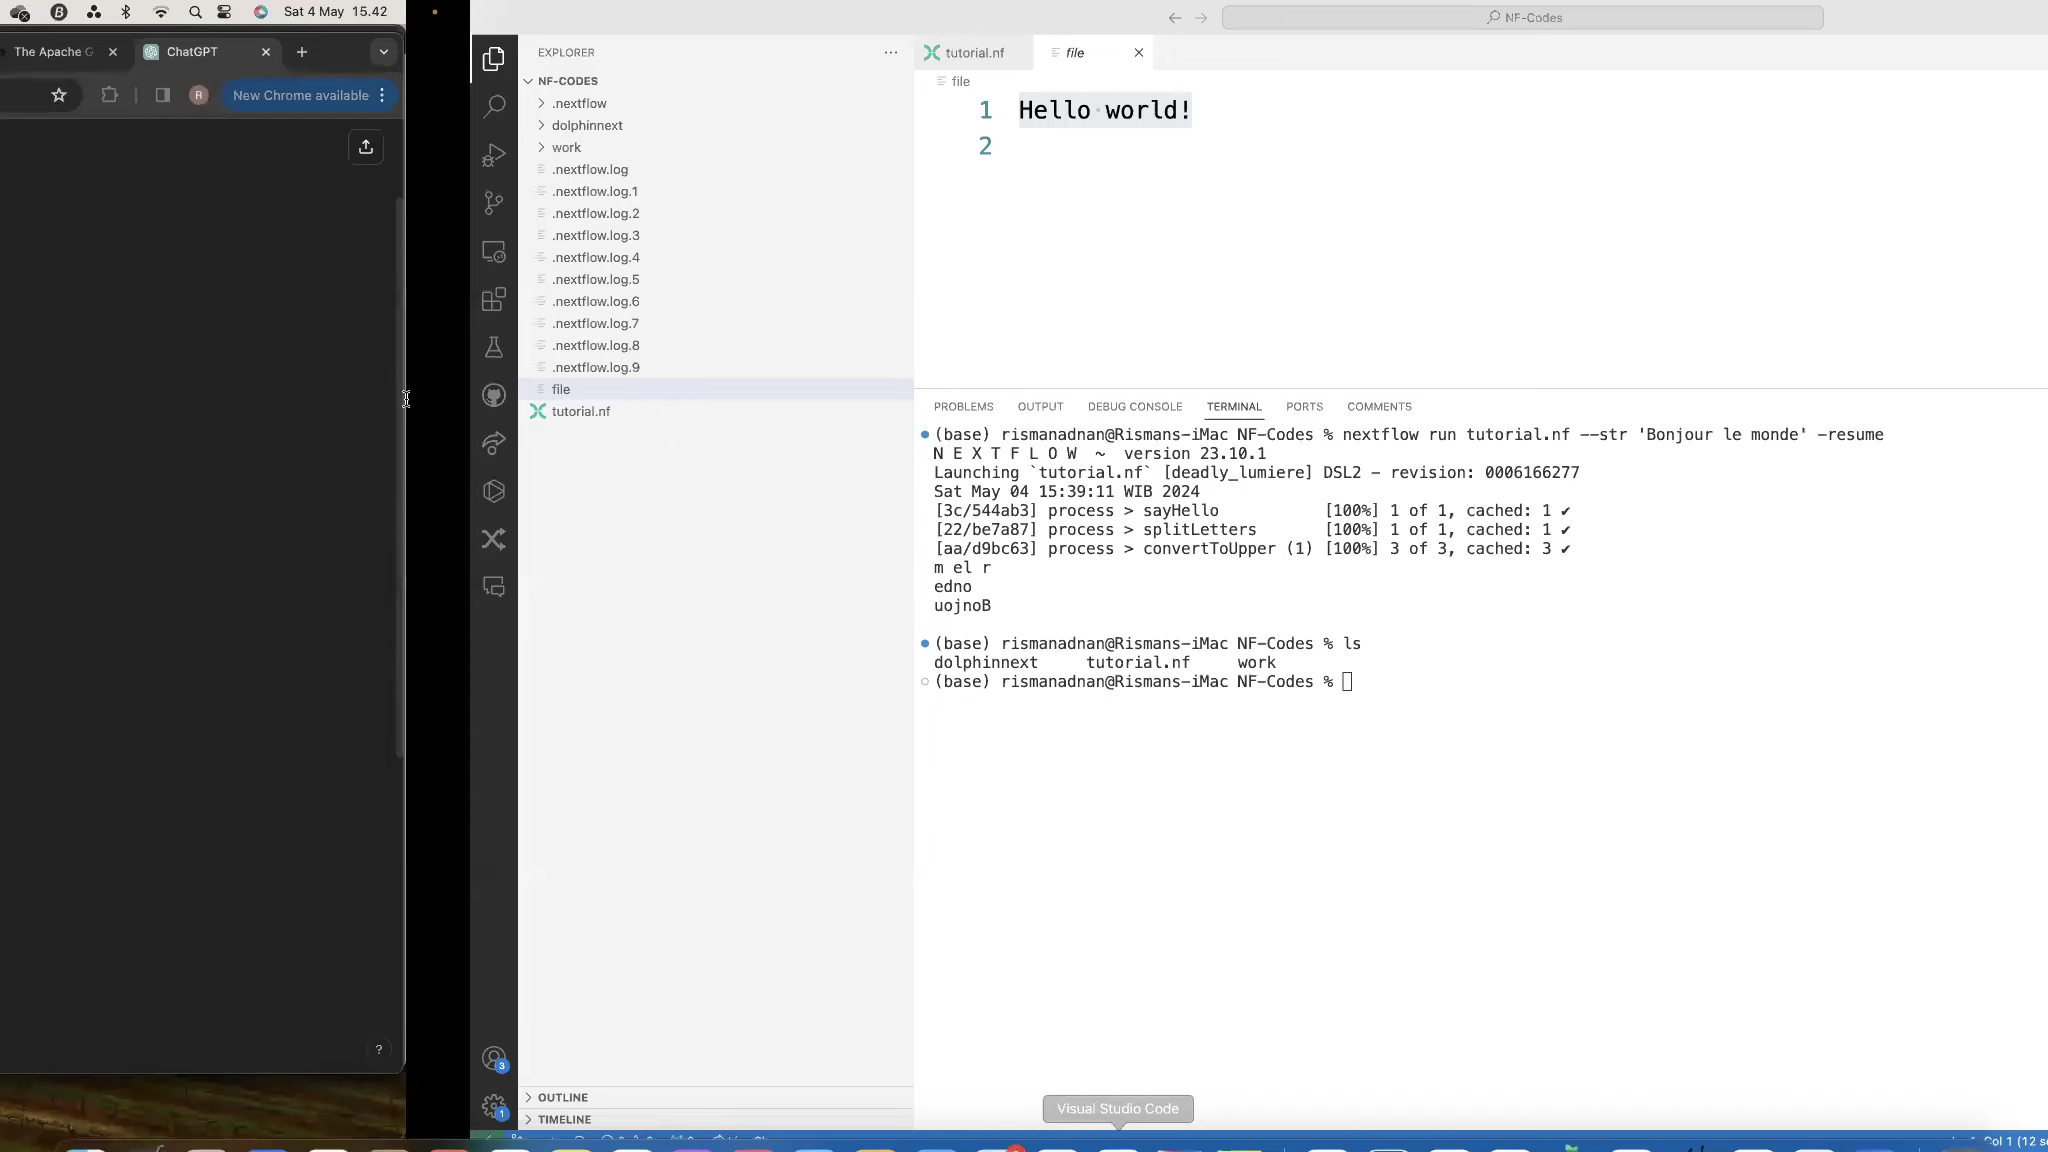 Sat 4 May 15.42
The Apache G
ChatGPT
New Chrome available
R
?
NF-Codes
EXPLORER
NF-CODES
.nextflow
dolphinnext
work
.nextflow.log
.nextflow.log.1
.nextflow.log.2
.nextflow.log.3
.nextflow.log.4
.nextflow.log.5
.nextflow.log.6
.nextflow.log.7
.nextflow.log.8
.nextflow.log.9
file
tutorial.nf
OUTLINE
TIMELINE
3
1
tutorial.nf
file
file
1 Hello world!
2
PROBLEMS OUTPUT DEBUG CONSOLE TERMINAL PORTS COMMENTS
(base) rismanadnan@Rismans-iMac NF-Codes % nextflow run tutorial.nf --str 'Bonjour le monde' -resume
N E X T F L O W ~ version 23.10.1
Launching `tutorial.nf` [deadly_lumiere] DSL2 - revision: 0006166277
Sat May 04 15:39:11 WIB 2024
[3c/544ab3] process > sayHello [100%] 1 of 1, cached: 1 ✔
[22/be7a87] process > splitLetters [100%] 1 of 1, cached: 1 ✔
[aa/d9bc63] process > convertToUpper (1) [100%] 3 of 3, cached: 3 ✔
m el r
edno
uojnoB
(base) rismanadnan@Rismans-iMac NF-Codes % ls
dolphinnext tutorial.nf work
(base) rismanadnan@Rismans-iMac NF-Codes %
Visual Studio Code
Col 1 (12 se